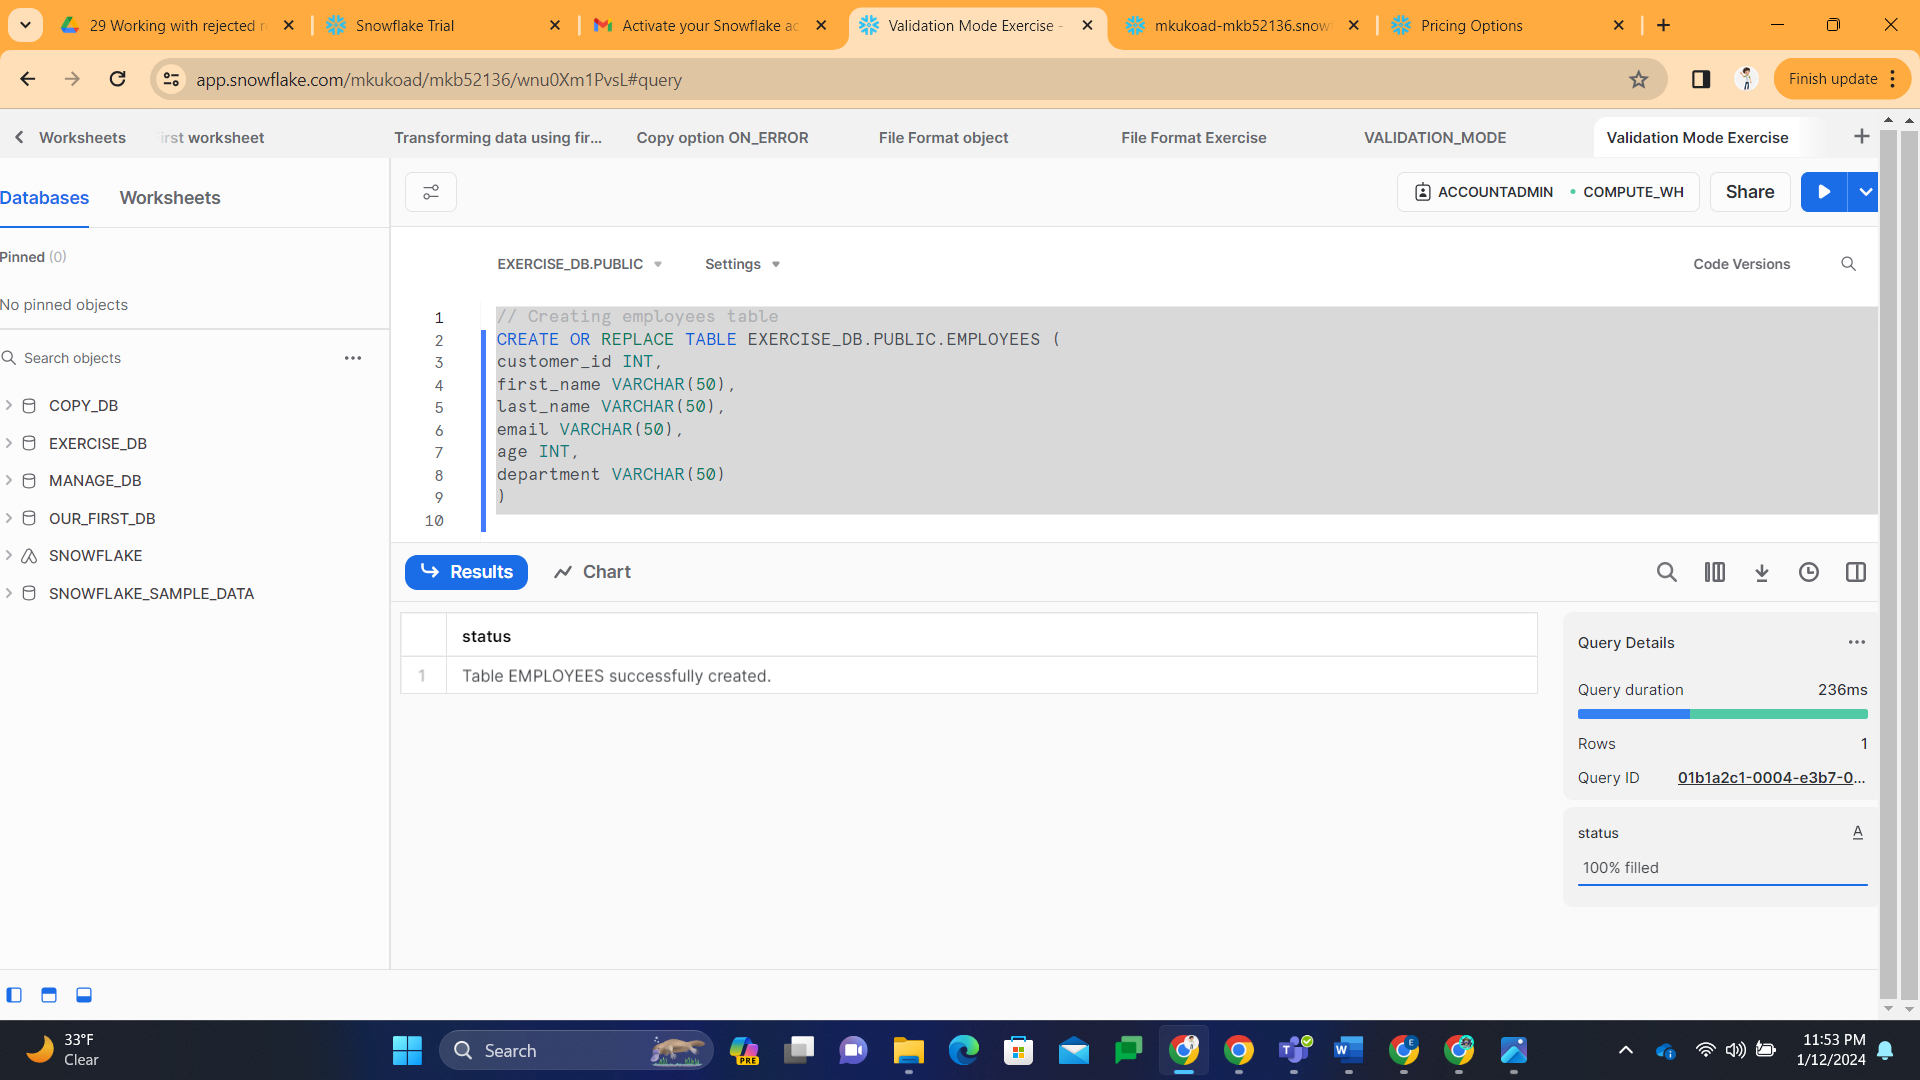 29 Working with rejected r
Snowflake Trial
Activate your Snowflake ac
Validation Mode Exercise -
mkukoad-mkb52136.snowf
Pricing Options
app.snowflake.com/mkukoad/mkb52136/wnu0Xm1PvsL#query
Finish update
Worksheets
irst worksheet
Transforming data using fir...
Copy option ON_ERROR
File Format object
File Format Exercise
VALIDATION_MODE
Validation Mode Exercise
Databases
Worksheets
ACCOUNTADMIN
COMPUTE_WH
Share
Pinned (0)
No pinned objects
EXERCISE_DB.PUBLIC
Settings
Code Versions
Search objects
COPY_DB
EXERCISE_DB
MANAGE_DB
OUR_FIRST_DB
SNOWFLAKE
SNOWFLAKE_SAMPLE_DATA
1 // Creating employees table
2 CREATE OR REPLACE TABLE EXERCISE_DB.PUBLIC.EMPLOYEES (
3 customer_id INT,
4 first_name VARCHAR(50),
5 last_name VARCHAR(50),
6 email VARCHAR(50),
7 age INT,
8 department VARCHAR(50)
9 )
10
Results
Chart
status
1 Table EMPLOYEES successfully created.
Query Details
Query duration 236ms
Rows 1
Query ID 01b1a2c1-0004-e3b7-0...
status A
100% filled
33°F
Clear
Search
PRE
11:53 PM
1/12/2024